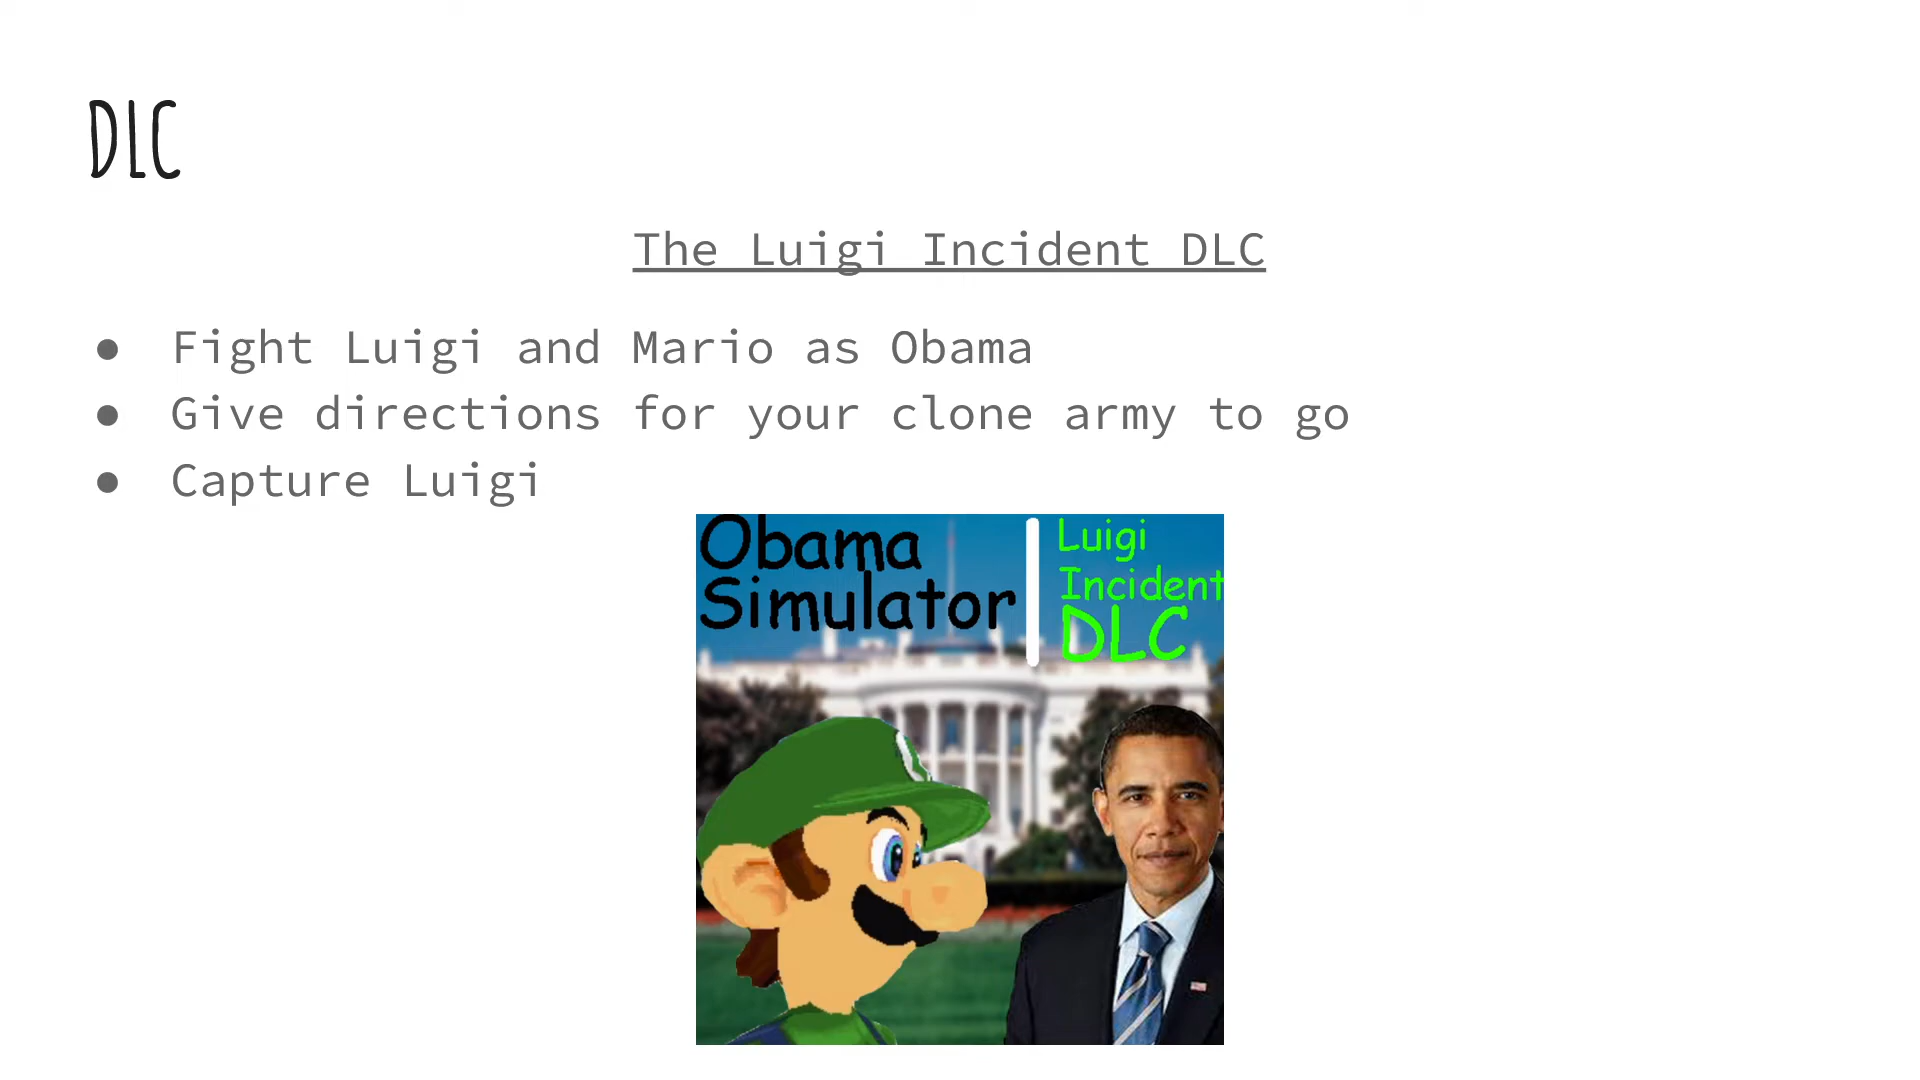 DLC
The Luigi Incident DLC
● Fight Luigi and Mario as Obama
● Give directions for your clone army to go
● Capture Luigi
Obama
Simulator
Luigi
Incident
DLC